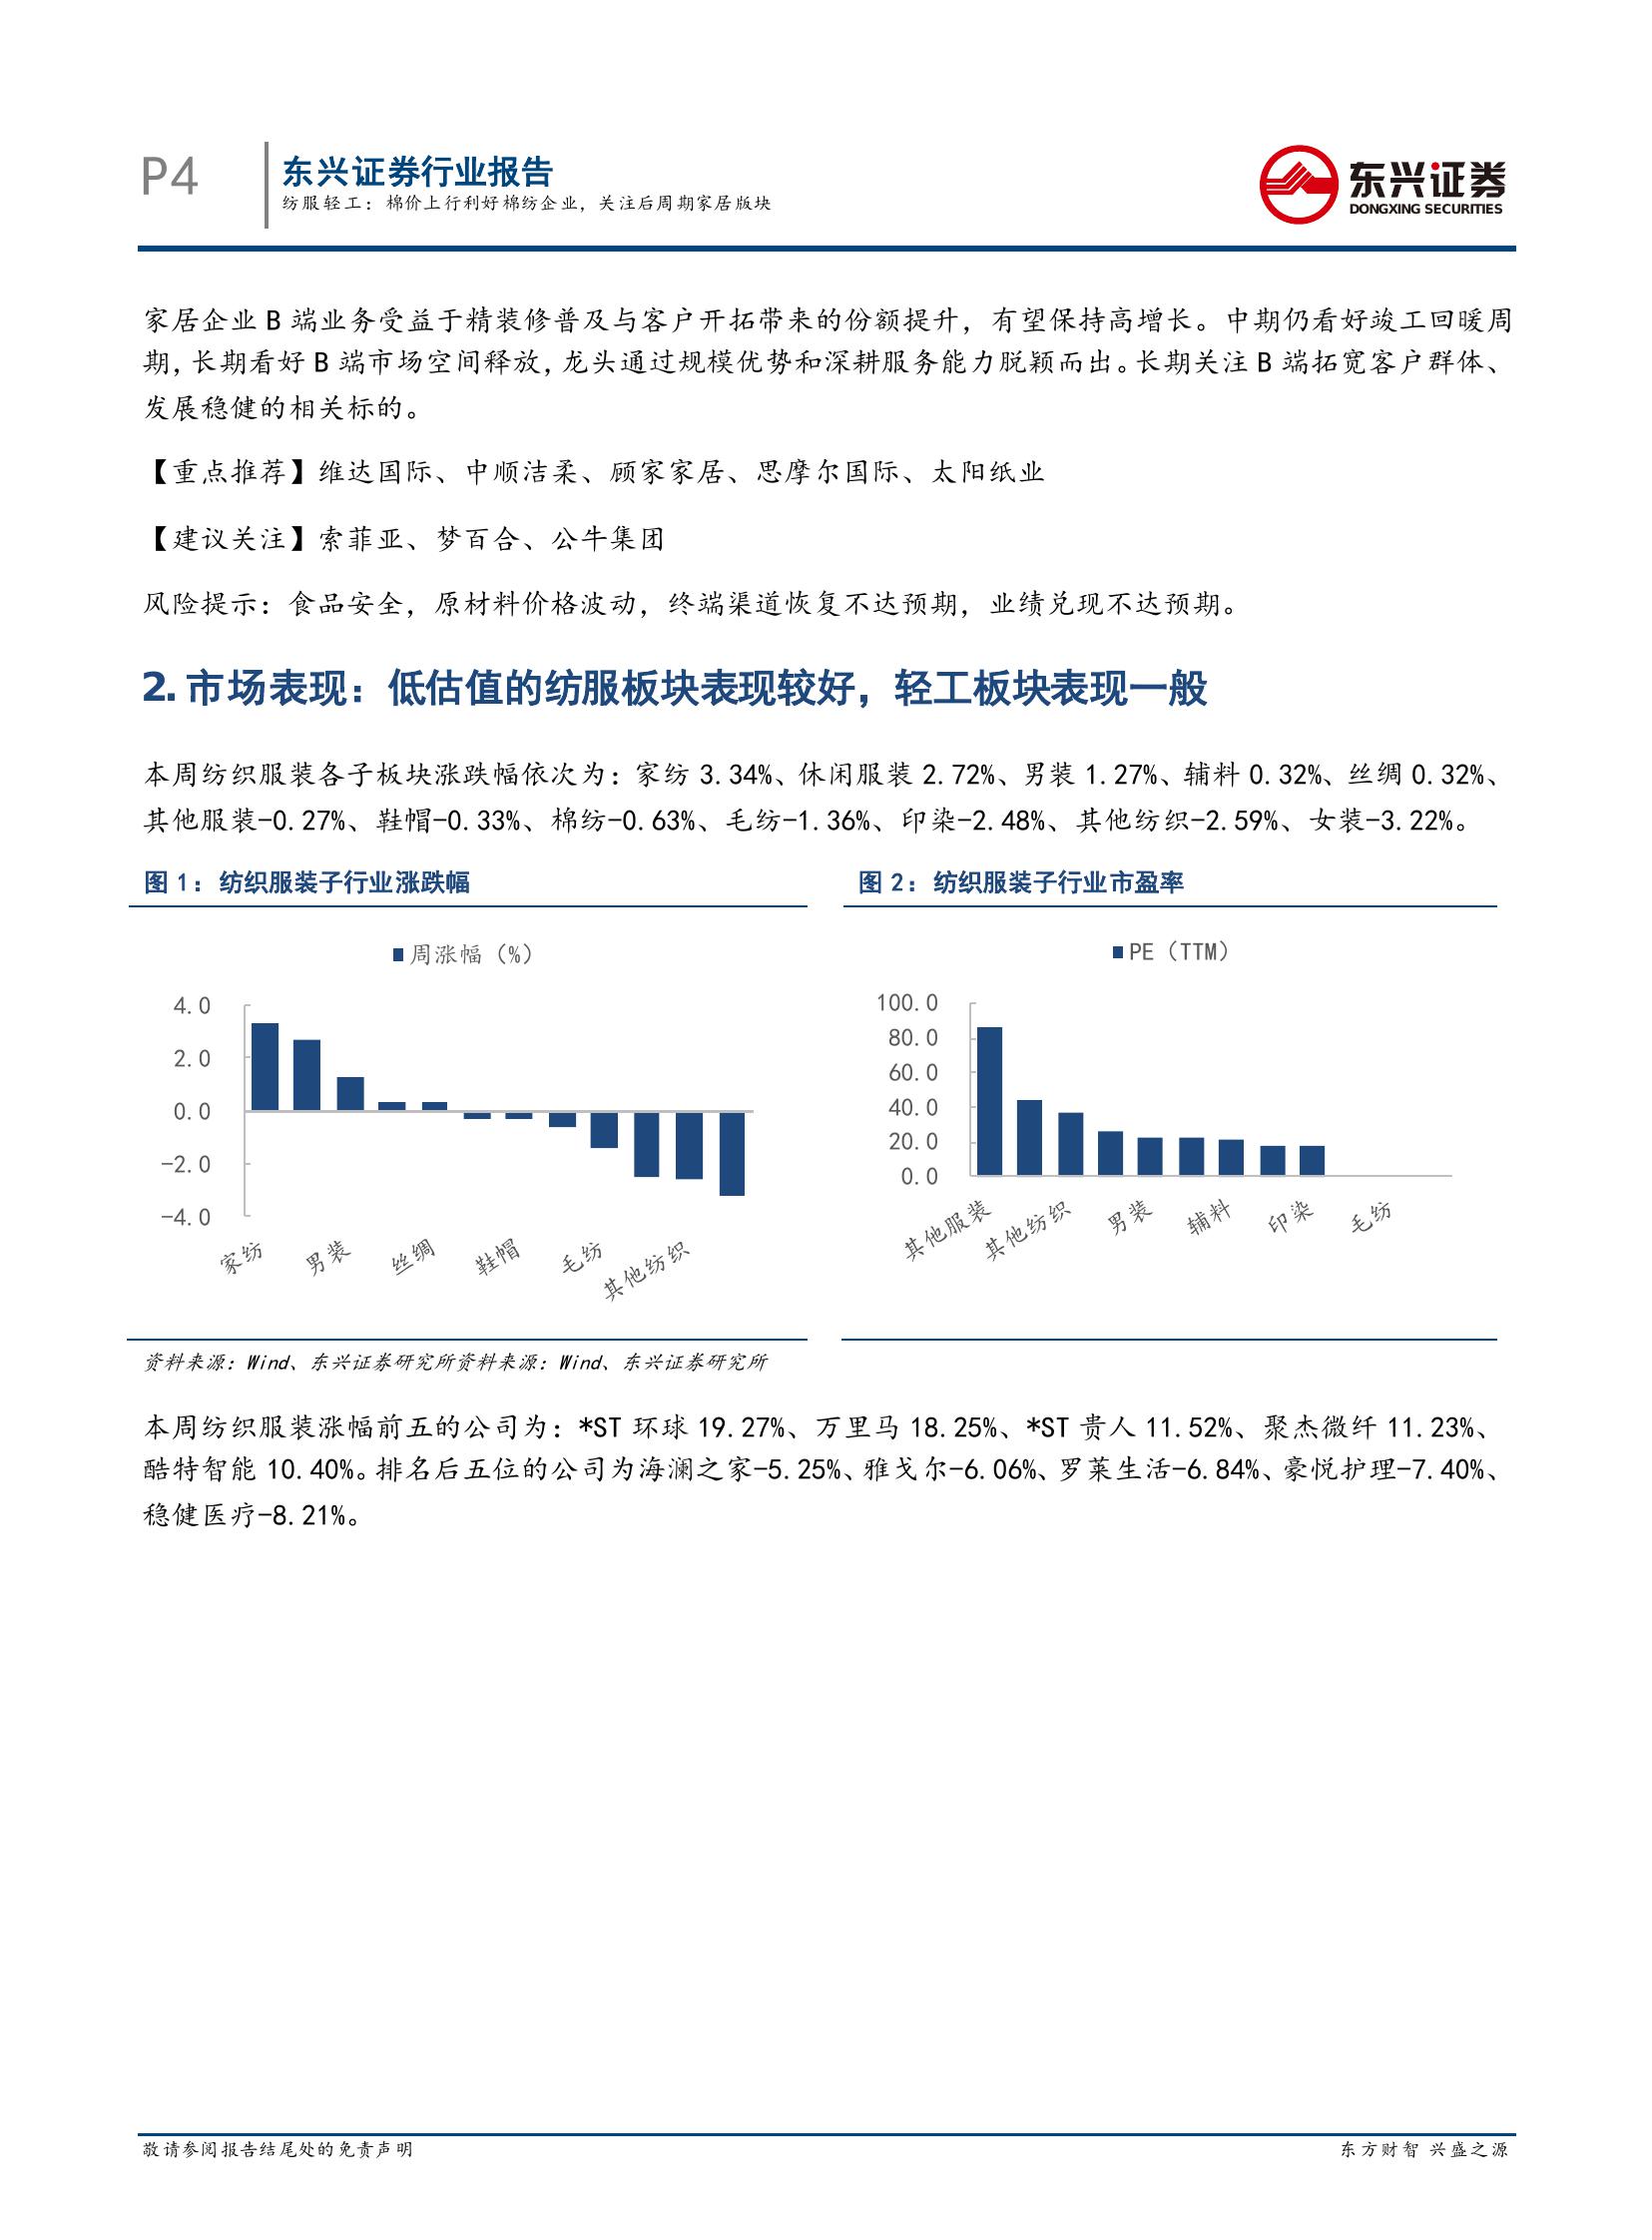 P4
东兴证券行业报告
纺服轻工：棉价上行利好棉纺企业，关注后周期家居版块
东兴证券
DONGXING SECURITIES
家居企业 B 端业务受益于精装修普及与客户开拓带来的份额提升，有望保持高增长。中期仍看好竣工回暖周
期，长期看好 B 端市场空间释放，龙头通过规模优势和深耕服务能力脱颖而出。长期关注 B 端拓宽客户群体、
发展稳健的相关标的。
【重点推荐】维达国际、中顺洁柔、顾家家居、思摩尔国际、太阳纸业
【建议关注】索菲亚、梦百合、公牛集团
风险提示：食品安全，原材料价格波动，终端渠道恢复不达预期，业绩兑现不达预期。
2. 市场表现：低估值的纺服板块表现较好，轻工板块表现一般
本周纺织服装各子板块涨跌幅依次为：家纺 3.34%、休闲服装 2.72%、男装 1.27%、辅料 0.32%、丝绸 0.32%、
其他服装-0.27%、鞋帽-0.33%、棉纺-0.63%、毛纺-1.36%、印染-2.48%、其他纺织-2.59%、女装-3.22%。
图 1：纺织服装子行业涨跌幅
周涨幅（%）
4.0
2.0
0.0
-2.0
-4.0
家纺
男装
丝绸
鞋帽
毛纺
其他纺织
图 2：纺织服装子行业市盈率
PE（TTM）
100.0
80.0
60.0
40.0
20.0
0.0
其他服装
其他纺织
男装
辅料
印染
毛纺
资料来源：Wind、东兴证券研究所资料来源：Wind、东兴证券研究所
本周纺织服装涨幅前五的公司为：*ST 环球 19.27%、万里马 18.25%、*ST 贵人 11.52%、聚杰微纤 11.23%、
酷特智能 10.40%。排名后五位的公司为海澜之家-5.25%、雅戈尔-6.06%、罗莱生活-6.84%、豪悦护理-7.40%、
稳健医疗-8.21%。
敬请参阅报告结尾处的免责声明
东方财智 兴盛之源